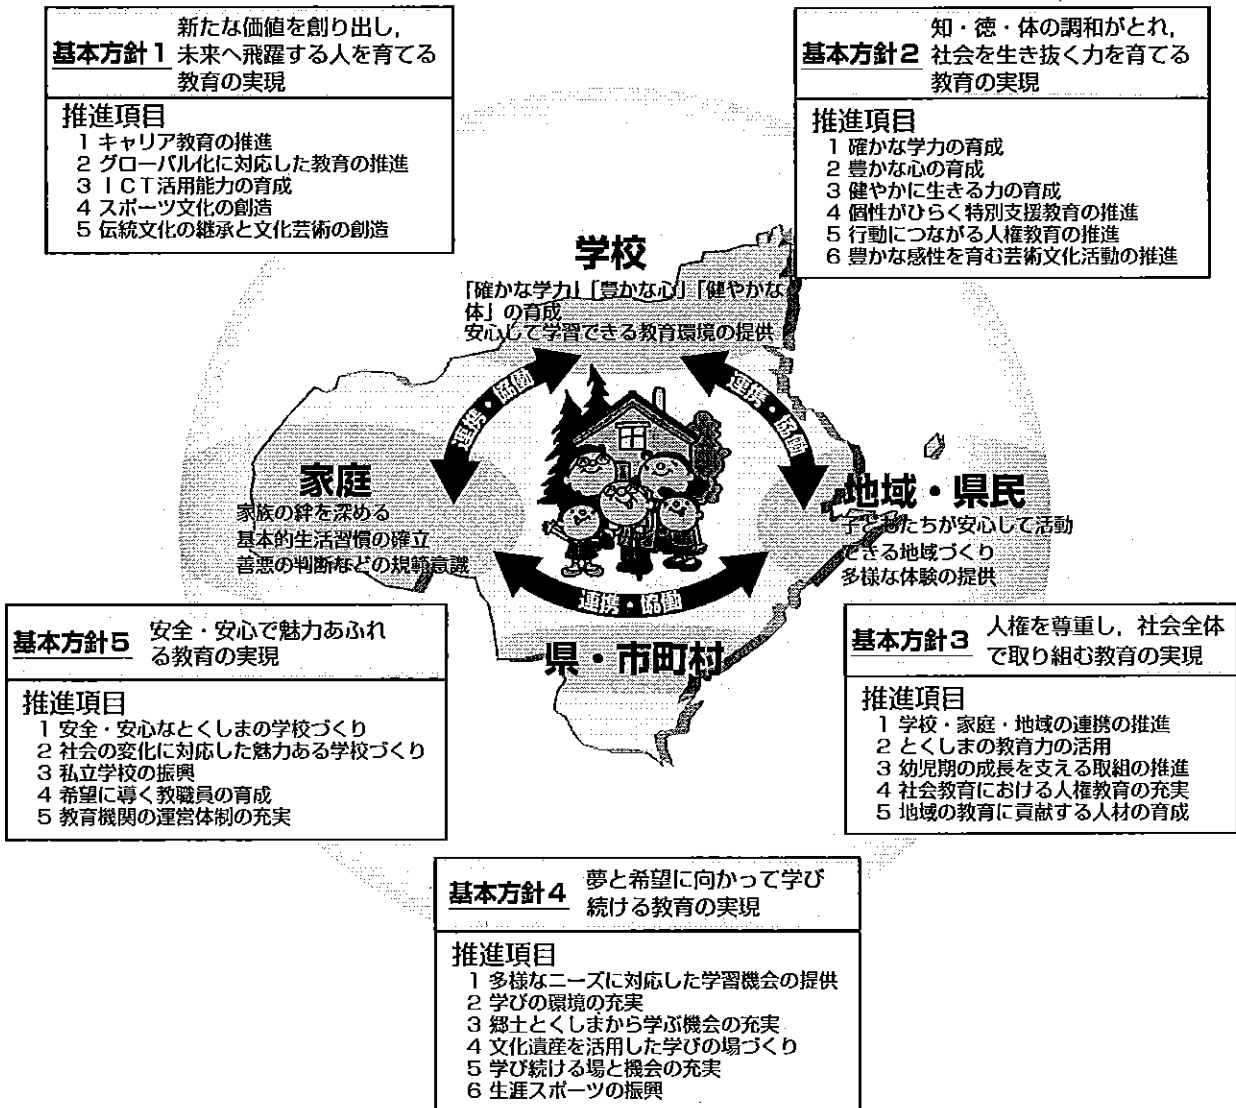 基本方針1
新たな価値を創り出し,
未来へ飛躍する人を育てる
教育の実現
推進項目
1 キャリア教育の推進
2 グローバル化に対応した教育の推進
3 ICT活用能力の育成
4 スポーツ文化の創造
5 伝統文化の継承と文化芸術の創造
基本方針2
知・徳・体の調和がとれ,
社会を生き抜く力を育てる
教育の実現
推進項目
1 確かな学力の育成
2 豊かな心の育成
3 健やかに生きる力の育成
4 個性がひらく特別支援教育の推進
5 行動につながる人権教育の推進
6 豊かな感性を育む芸術文化活動の推進
学校
「確かな学力」「豊かな心」「健やかな
体」の育成
安心して学習できる教育環境の提供
連携・協働
連携・協働
家庭
家族の絆を深める
基本的生活習慣の確立
善悪の判断などの規範意識
地域・県民
子どもたちが安心して活動
できる地域づくり
多様な体験の提供
連携・協働
県・市町村
基本方針5
安全・安心で魅力あふれ
る教育の実現
推進項目
1 安全・安心なとくしまの学校づくり
2 社会の変化に対応した魅力ある学校づくり
3 私立学校の振興
4 希望に導く教職員の育成
5 教育機関の運営体制の充実
基本方針3
人権を尊重し, 社会全体
で取り組む教育の実現
推進項目
1 学校・家庭・地域の連携の推進
2 とくしまの教育力の活用
3 幼児期の成長を支える取組の推進
4 社会教育における人権教育の充実
5 地域の教育に貢献する人材の育成
基本方針4
夢と希望に向かって学び
続ける教育の実現
推進項目
1 多様なニーズに対応した学習機会の提供
2 学びの環境の充実
3 郷土とくしまから学ぶ機会の充実
4 文化遺産を活用した学びの場づくり
5 学び続ける場と機会の充実
6 生涯スポーツの振興